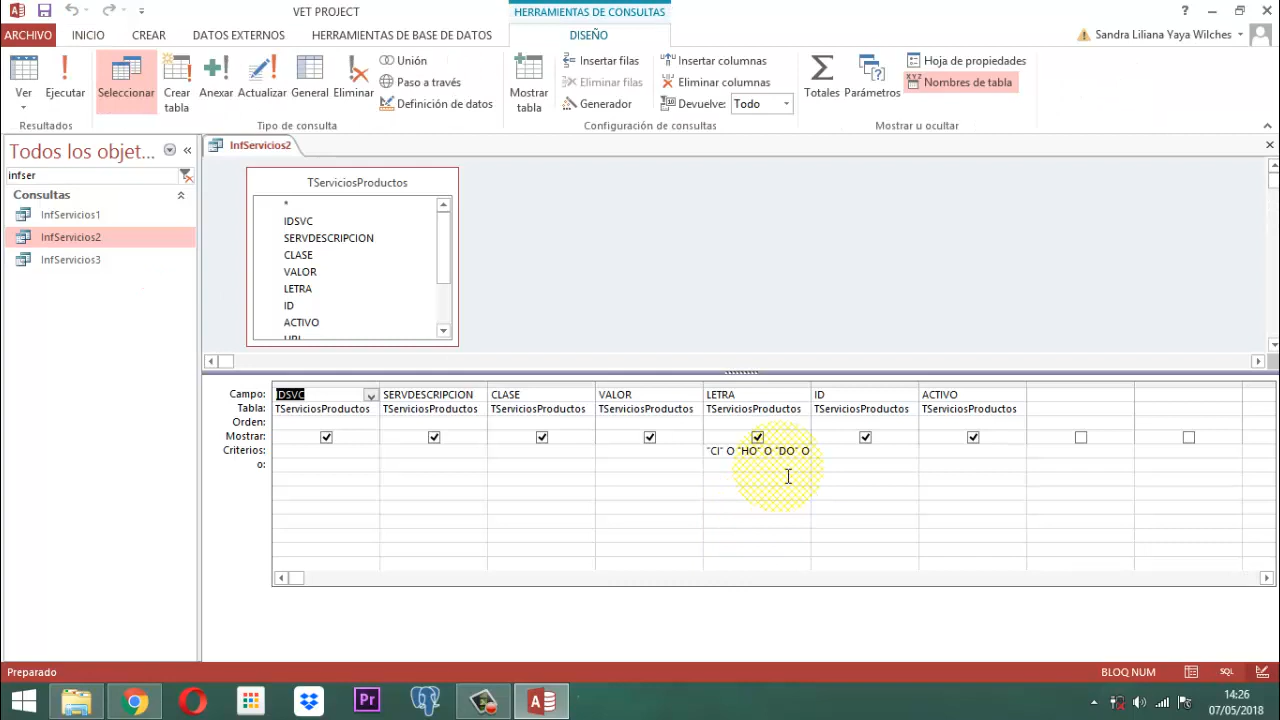 VET PROJECT
HERRAMIENTAS DE CONSULTAS
?
ARCHIVO
INICIO
CREAR
DATOS EXTERNOS
HERRAMIENTAS DE BASE DE DATOS
DISEÑO
Sandra Liliana Yaya Wilches
Ver
Ejecutar
Seleccionar
Crear
tabla
Anexar
Actualizar
General
Eliminar
Unión
Paso a través
Definición de datos
Mostrar
tabla
Insertar filas
Eliminar filas
Generador
Insertar columnas
Eliminar columnas
Devuelve: Todo
Totales
Parámetros
Hoja de propiedades
XYZ
Nombres de tabla
Resultados
Tipo de consulta
Configuración de consultas
Mostrar u ocultar
Todos los objet...
infser
Consultas
InfServicios1
InfServicios2
InfServicios3
InfServicios2
TServiciosProductos
*
IDSVC
SERVDESCRIPCION
CLASE
VALOR
LETRA
ID
ACTIVO
Campo: IDSVC SERVDESCRIPCION CLASE VALOR LETRA ID ACTIVO
Tabla: TServiciosProductos TServiciosProductos TServiciosProductos TServiciosProductos TServiciosProductos TServiciosProductos TServiciosProductos
Orden:
Mostrar:
Criterios: "CI" O "HO" O "DO" O
o:
Preparado
BLOQ NUM
SQL
Pr
14:26
07/05/2018